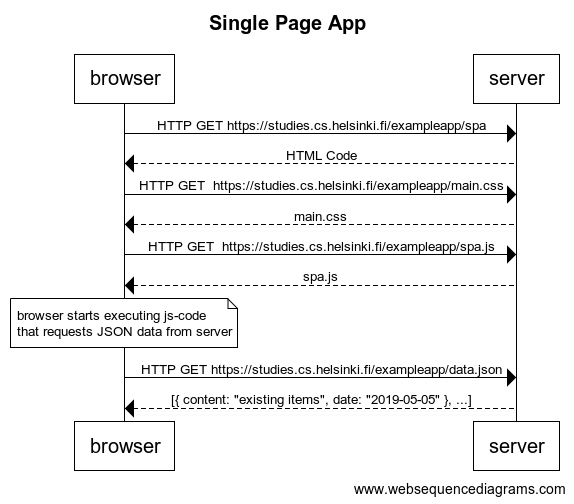 Single Page App
browser
server
HTTP GET https://studies.cs.helsinki.fi/exampleapp/spa
HTML Code
HTTP GET  https://studies.cs.helsinki.fi/exampleapp/main.css
main.css
HTTP GET  https://studies.cs.helsinki.fi/exampleapp/spa.js
spa.js
browser starts executing js-code
that requests JSON data from server
HTTP GET https://studies.cs.helsinki.fi/exampleapp/data.json
[{ content: "existing items", date: "2019-05-05" }, ...]
browser
server
www.websequencediagrams.com